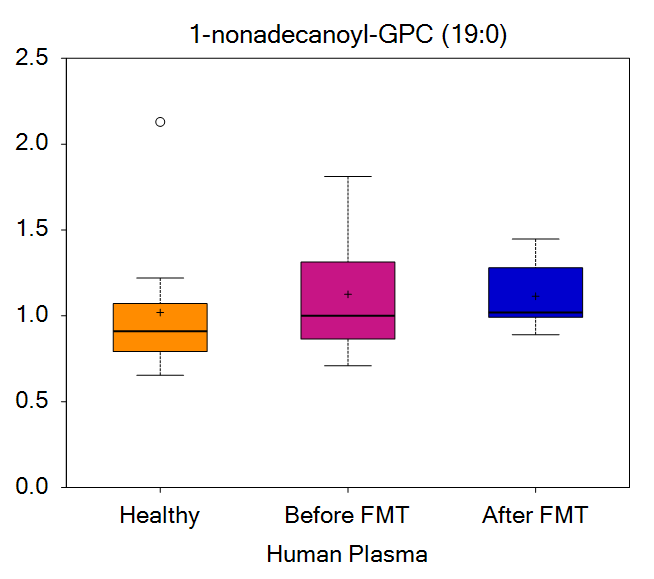 1-nonadecanoyl-GPC (19:0)
2.5
2.0
1.5
1.0
0.5
0.0
Healthy Before FMT After FMT
Human Plasma